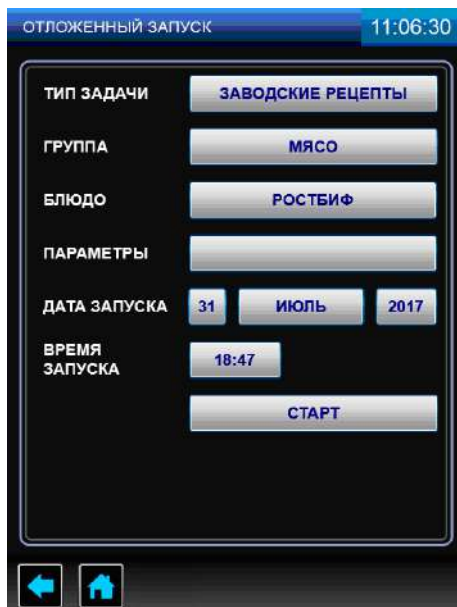 ОТЛОЖЕННЫЙ ЗАПУСК 11:06:30
ТИП ЗАДАЧИ ЗАВОДСКИЕ РЕЦЕПТЫ
ГРУППА МЯСО
БЛЮДО РОСТБИФ
ПАРАМЕТРЫ
ДАТА ЗАПУСКА 31 ИЮЛЬ 2017
ВРЕМЯ
ЗАПУСКА 18:47
СТАРТ